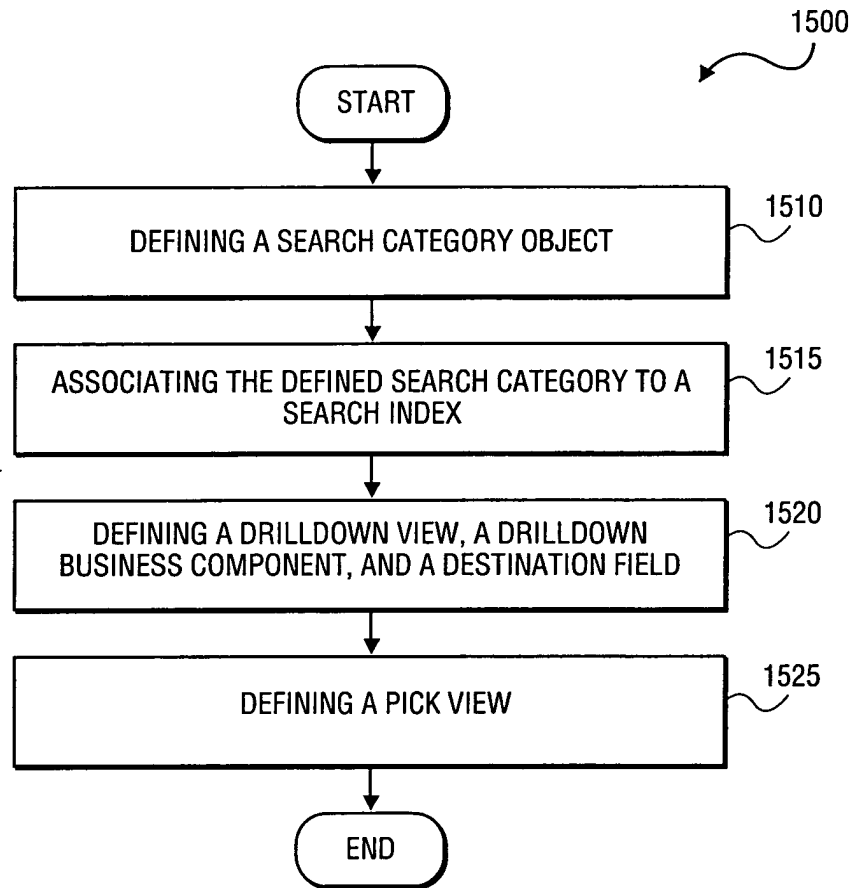 1500
START
DEFINING A SEARCH CATEGORY OBJECT
1510
ASSOCIATING THE DEFINED SEARCH CATEGORY TO A
SEARCH INDEX
1515
DEFINING A DRILLDOWN VIEW, A DRILLDOWN
BUSINESS COMPONENT, AND A DESTINATION FIELD
1520
DEFINING A PICK VIEW
1525
END